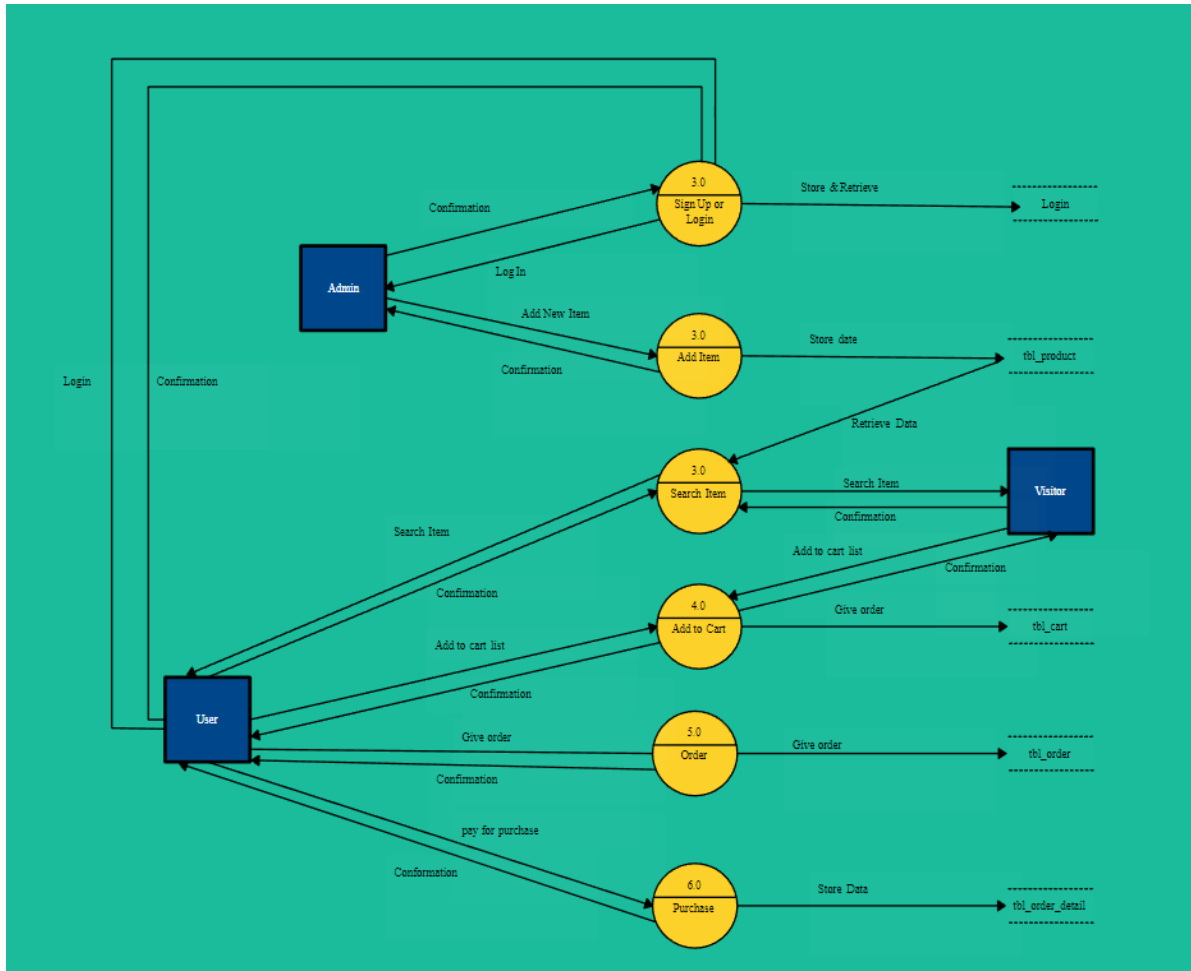 3.0
Store & Retrieve
Sign Up or
Login
Login
Confirmation
Log In
Admin
Add New Item
3.0
Store date
Add Item
tbl_product
Confirmation
Login
Confirmation
Retrieve Data
3.0
Search Item
Search Item
Visitor
Confirmation
Search Item
Add to cart list
Confirmation
Confirmation
4.0
Give order
Add to Cart
tbl_cart
Add to cart list
Confirmation
User
Give order
5.0
Give order
Order
tbl_order
Confirmation
pay for purchase
Conformation
6.0
Store Data
Purchase
tbl_order_detail